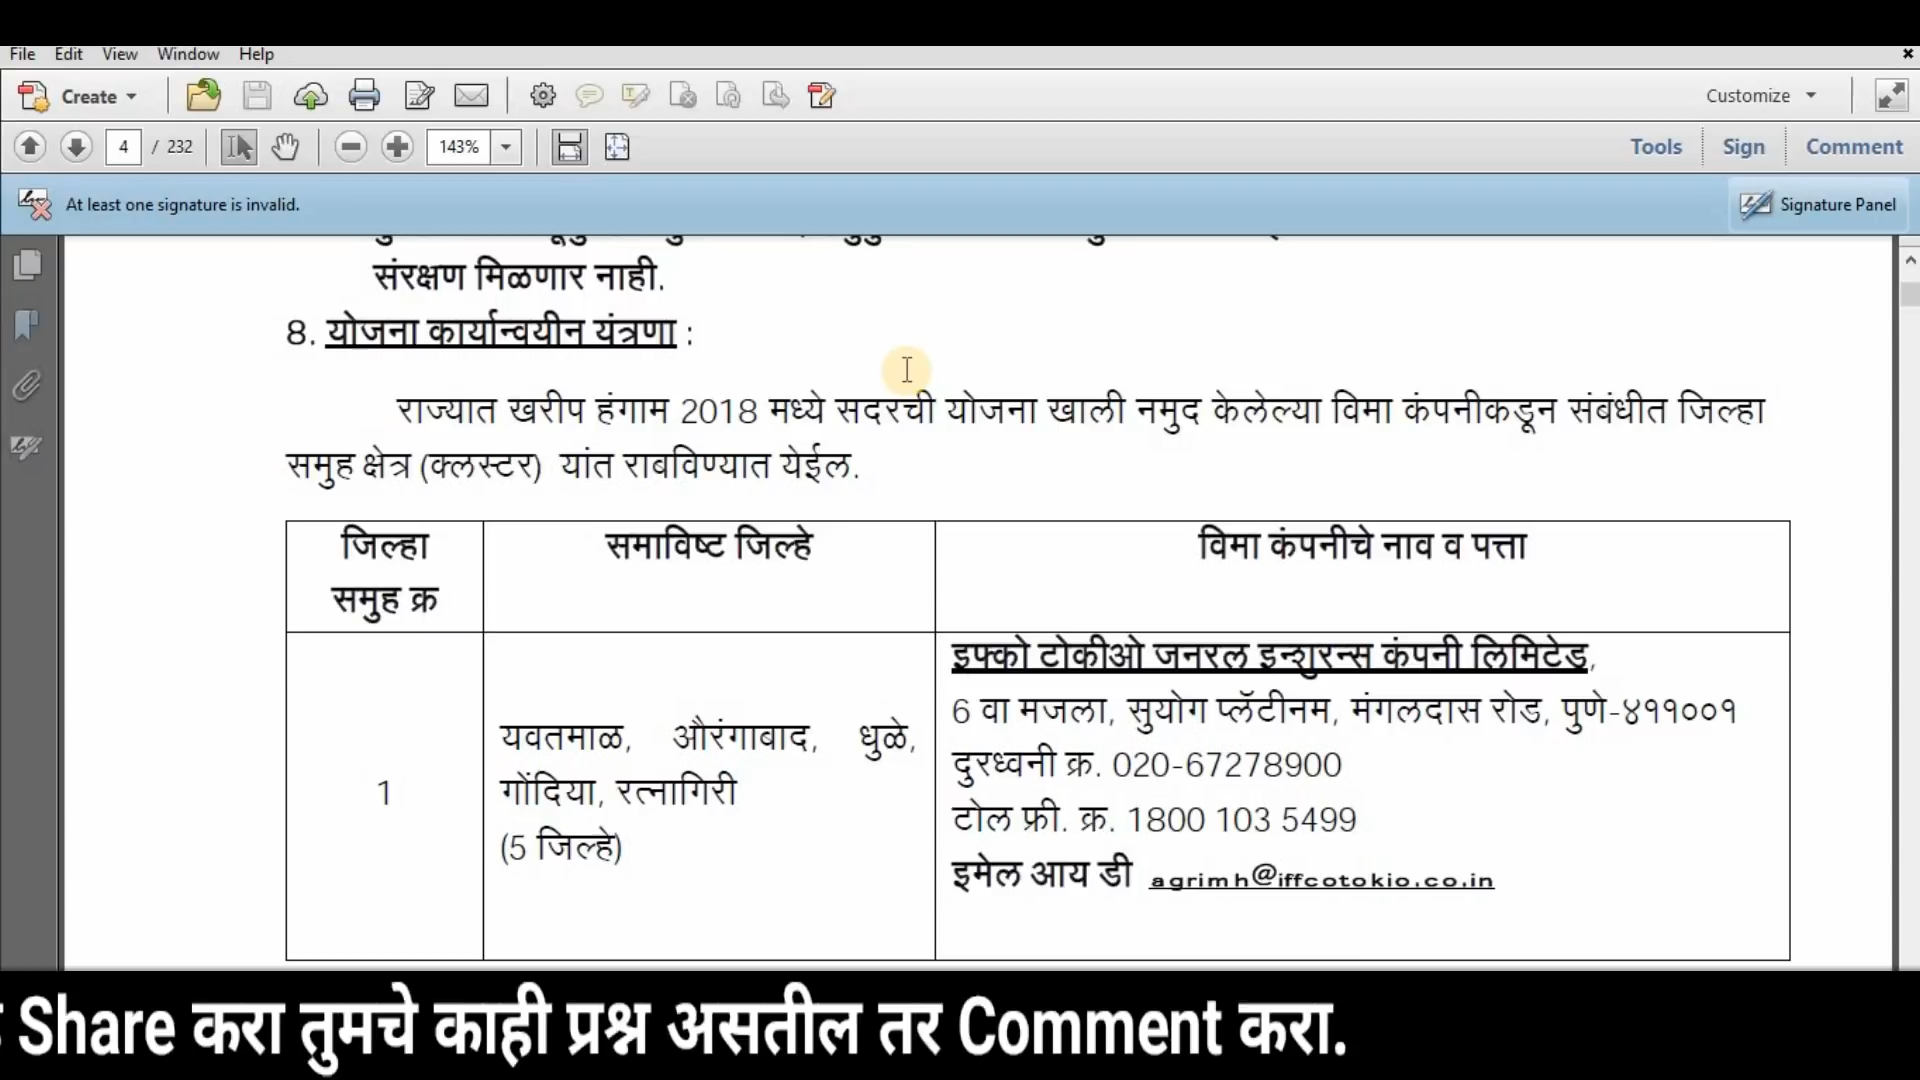 File Edit View Window Help
Create
Customize
4 / 232
143%
Tools Sign Comment
At least one signature is invalid.
Signature Panel
संरक्षण मिळणार नाही.
8. योजना कार्यान्वयीन यंत्रणा :
राज्यात खरीप हंगाम 2018 मध्ये सदरची योजना खाली नमुद केलेल्या विमा कंपनीकडून संबंधीत जिल्हा
समुह क्षेत्र (क्लस्टर) यांत राबविण्यात येईल.
जिल्हा
समुह क्र
समाविष्ट जिल्हे
विमा कंपनीचे नाव व पत्ता
1
यवतमाळ, औरंगाबाद, धुळे,
गोंदिया, रत्नागिरी
(5 जिल्हे)
इफ्को टोकीओ जनरल इन्शुरन्स कंपनी लिमिटेड,
6 वा मजला, सुयोग प्लॅटीनम, मंगलदास रोड, पुणे-४११००१
दुरध्वनी क्र. 020-67278900
टोल फ्री. क्र. 1800 103 5499
इमेल आय डी agrimh@iffcotokio.co.in
Share करा तुमचे काही प्रश्न असतील तर Comment करा.